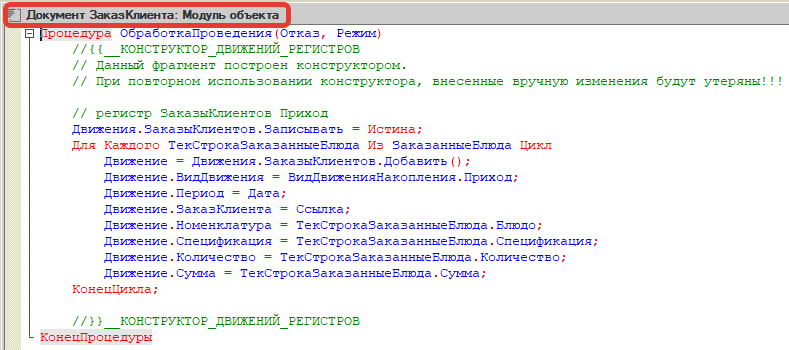 Документ ЗаказКлиента: Модуль объекта
Процедура ОбработкаПроведения(Отказ, Режим)
//{{__КОНСТРУКТОР_ДВИЖЕНИЙ_РЕГИСТРОВ
// Данный фрагмент построен конструктором.
// При повторном использовании конструктора, внесенные вручную изменения будут утеряны!!!
// регистр ЗаказыКлиентов Приход
Движения.ЗаказыКлиентов.Записывать = Истина;
Для Каждого ТекСтрокаЗаказанныеБлюда Из ЗаказанныеБлюда Цикл
Движение = Движения.ЗаказыКлиентов.Добавить();
Движение.ВидДвижения = ВидДвиженияНакопления.Приход;
Движение.Период = Дата;
Движение.ЗаказКлиента = Ссылка;
Движение.Номенклатура = ТекСтрокаЗаказанныеБлюда.Блюдо;
Движение.Спецификация = ТекСтрокаЗаказанныеБлюда.Спецификация;
Движение.Количество = ТекСтрокаЗаказанныеБлюда.Количество;
Движение.Сумма = ТекСтрокаЗаказанныеБлюда.Сумма;
КонецЦикла;
//}}__КОНСТРУКТОР_ДВИЖЕНИЙ_РЕГИСТРОВ
КонецПроцедуры